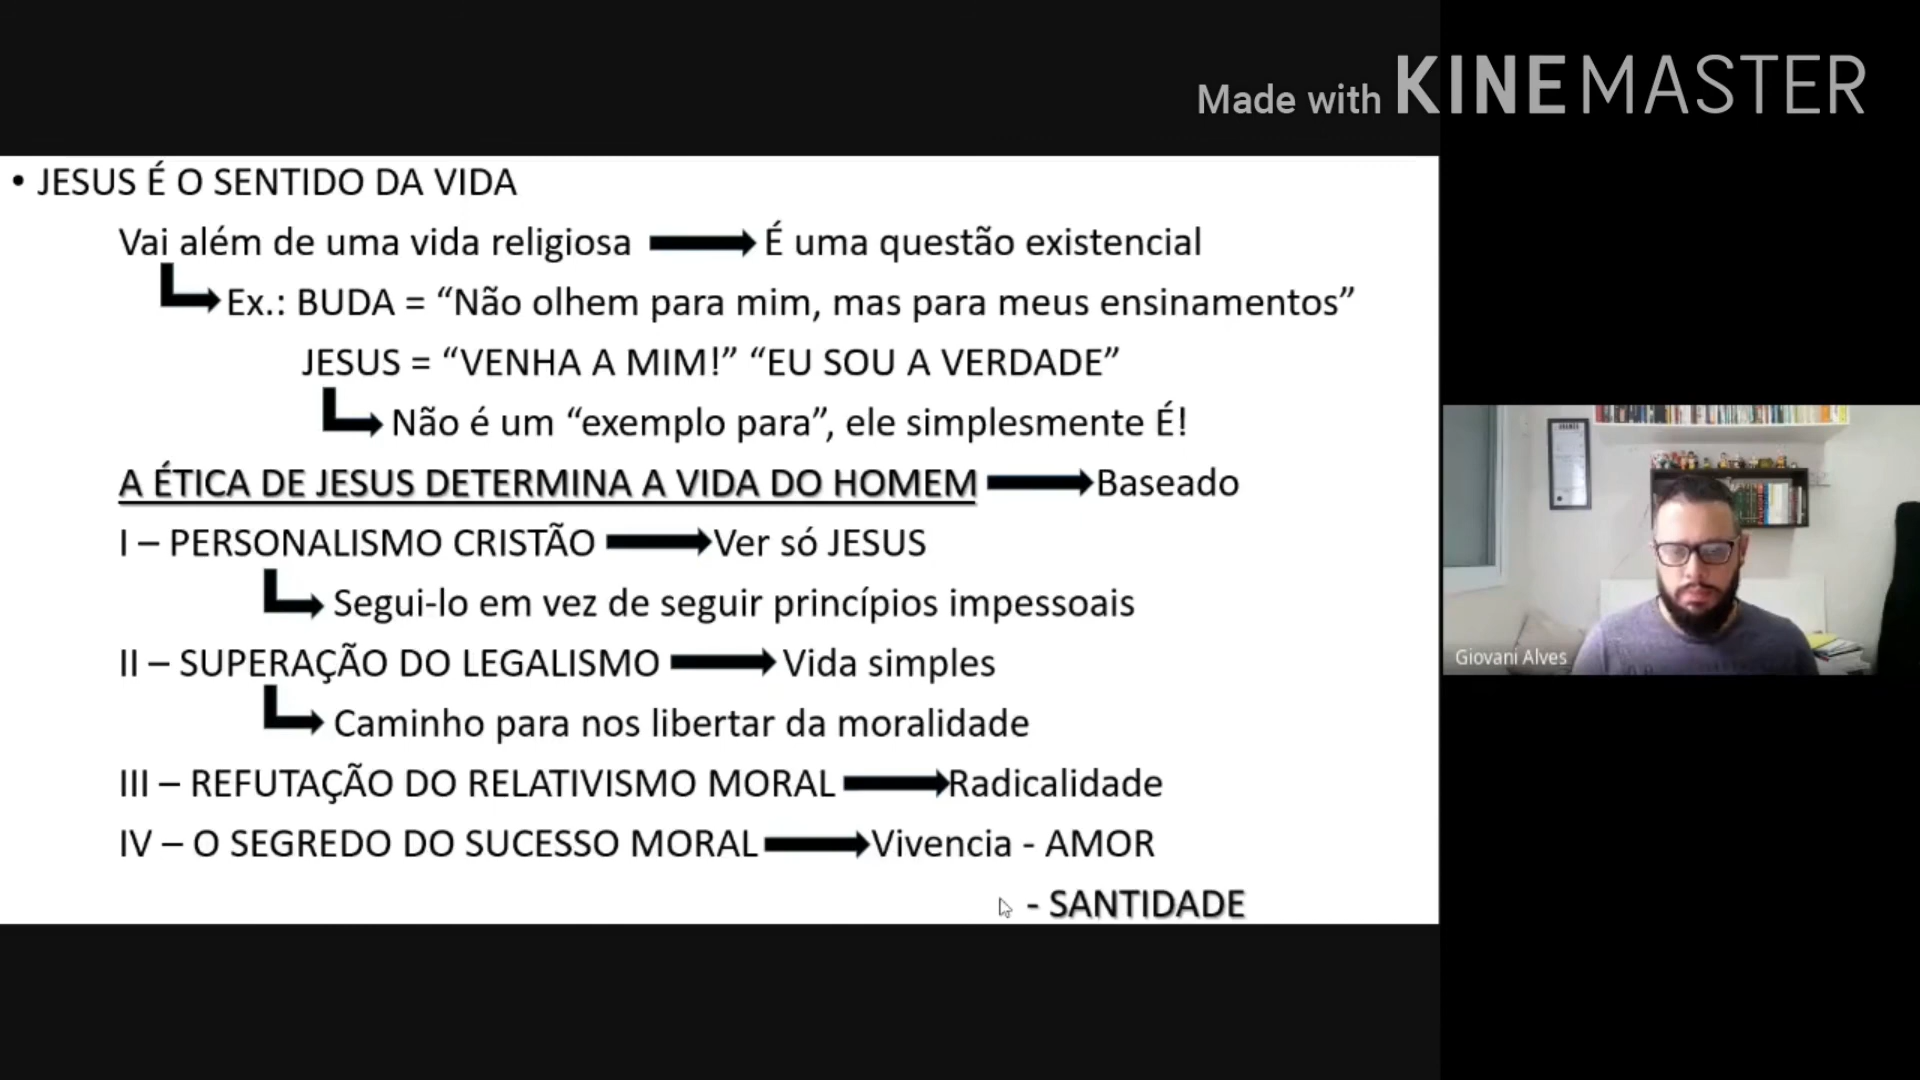 Made with KINEMASTER
• JESUS É O SENTIDO DA VIDA
Vai além de uma vida religiosa É uma questão existencial
Ex.: BUDA = “Não olhem para mim, mas para meus ensinamentos”
JESUS = “VENHA A MIM!” “EU SOU A VERDADE”
Não é um “exemplo para”, ele simplesmente É!
A ÉTICA DE JESUS DETERMINA A VIDA DO HOMEM Baseado
I – PERSONALISMO CRISTÃO Ver só JESUS
Segui-lo em vez de seguir princípios impessoais
II – SUPERAÇÃO DO LEGALISMO Vida simples
Caminho para nos libertar da moralidade
III – REFUTAÇÃO DO RELATIVISMO MORAL Radicalidade
IV – O SEGREDO DO SUCESSO MORAL Vivencia - AMOR
- SANTIDADE
Giovani Alves